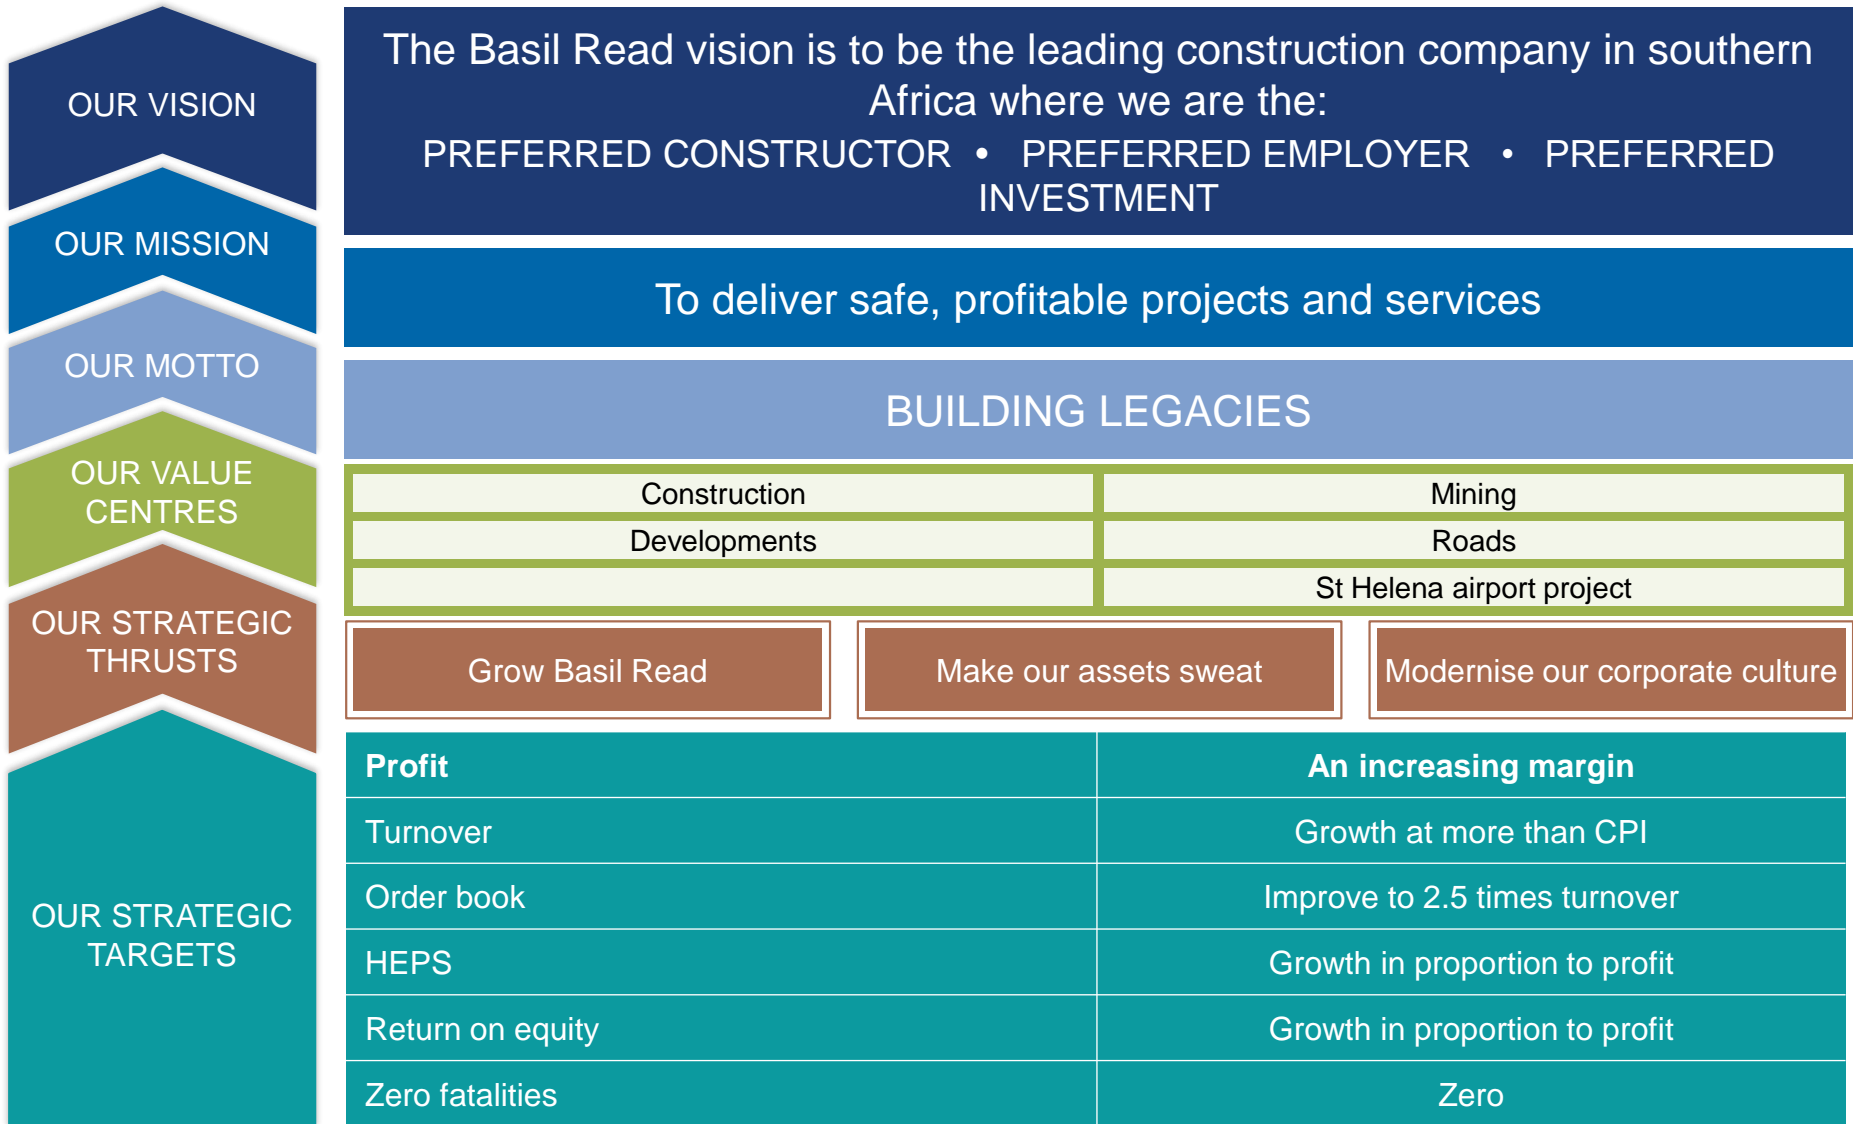 OUR VISION
The Basil Read vision is to be the leading construction company in southern
Africa where we are the:
PREFERRED CONSTRUCTOR • PREFERRED EMPLOYER • PREFERRED
INVESTMENT
OUR MISSION
To deliver safe, profitable projects and services
OUR MOTTO
BUILDING LEGACIES
OUR VALUE
CENTRES
Construction
Mining
Developments
Roads
St Helena airport project
OUR STRATEGIC
THRUSTS
Grow Basil Read
Make our assets sweat
Modernise our corporate culture
OUR STRATEGIC
TARGETS
Profit
An increasing margin
Turnover
Growth at more than CPI
Order book
Improve to 2.5 times turnover
HEPS
Growth in proportion to profit
Return on equity
Growth in proportion to profit
Zero fatalities
Zero